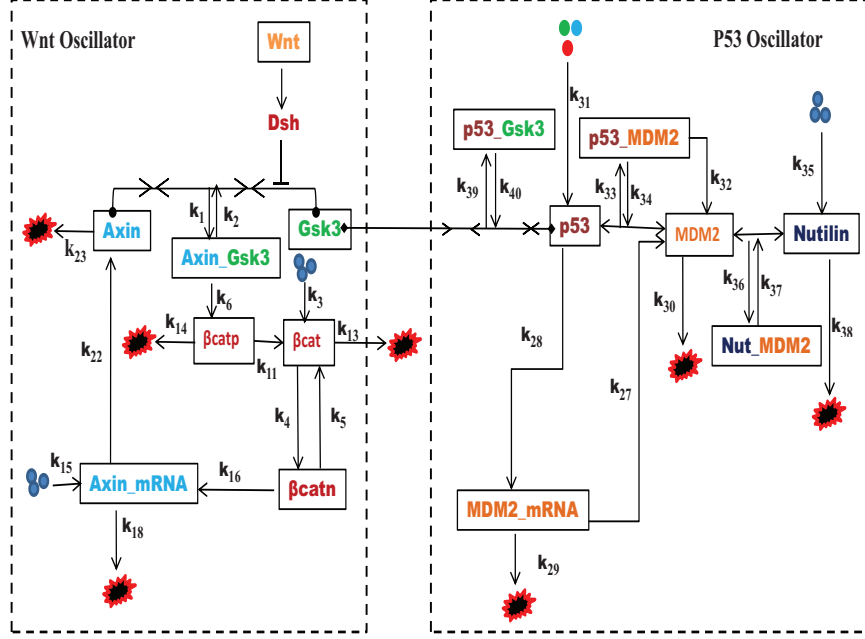 Wnt Oscillator
Wnt
Dsh
k1
k2
Axin
Gsk3
k23
Axin_Gsk3
k6
k3
k14
βcatp
βcat
k13
k11
k22
k4
k5
k15
Axin_mRNA
k16
βcatn
k18
P53 Oscillator
k31
p53_Gsk3
p53_MDM2
k35
k39
k40
k33
k34
k32
p53
MDM2
Nutilin
k36
k37
k30
k28
k38
Nut_MDM2
k27
MDM2_mRNA
k29